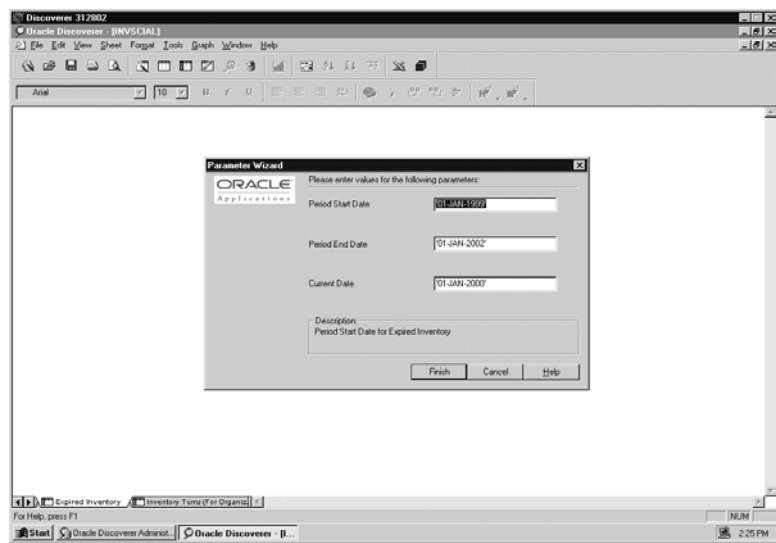 Discoverer 312802
Oracle Discoverer - [INVSCIAL]
File Edit View Sheet Format Tools Graph Window Help
Arial 10 B I U
Parameter Wizard
ORACLE
Applications
Please enter values for the following parameters:
Period Start Date '01-JAN-1999'
Period End Date '01-JAN-2002'
Current Date '01-JAN-2000'
Description:
Period Start Date for Expired Inventory
Finish Cancel Help
Expired Inventory Inventory Turns (For Organiz
For Help, press F1 NUM
Start Oracle Discoverer Administ... Oracle Discoverer - [I... 2:25 PM